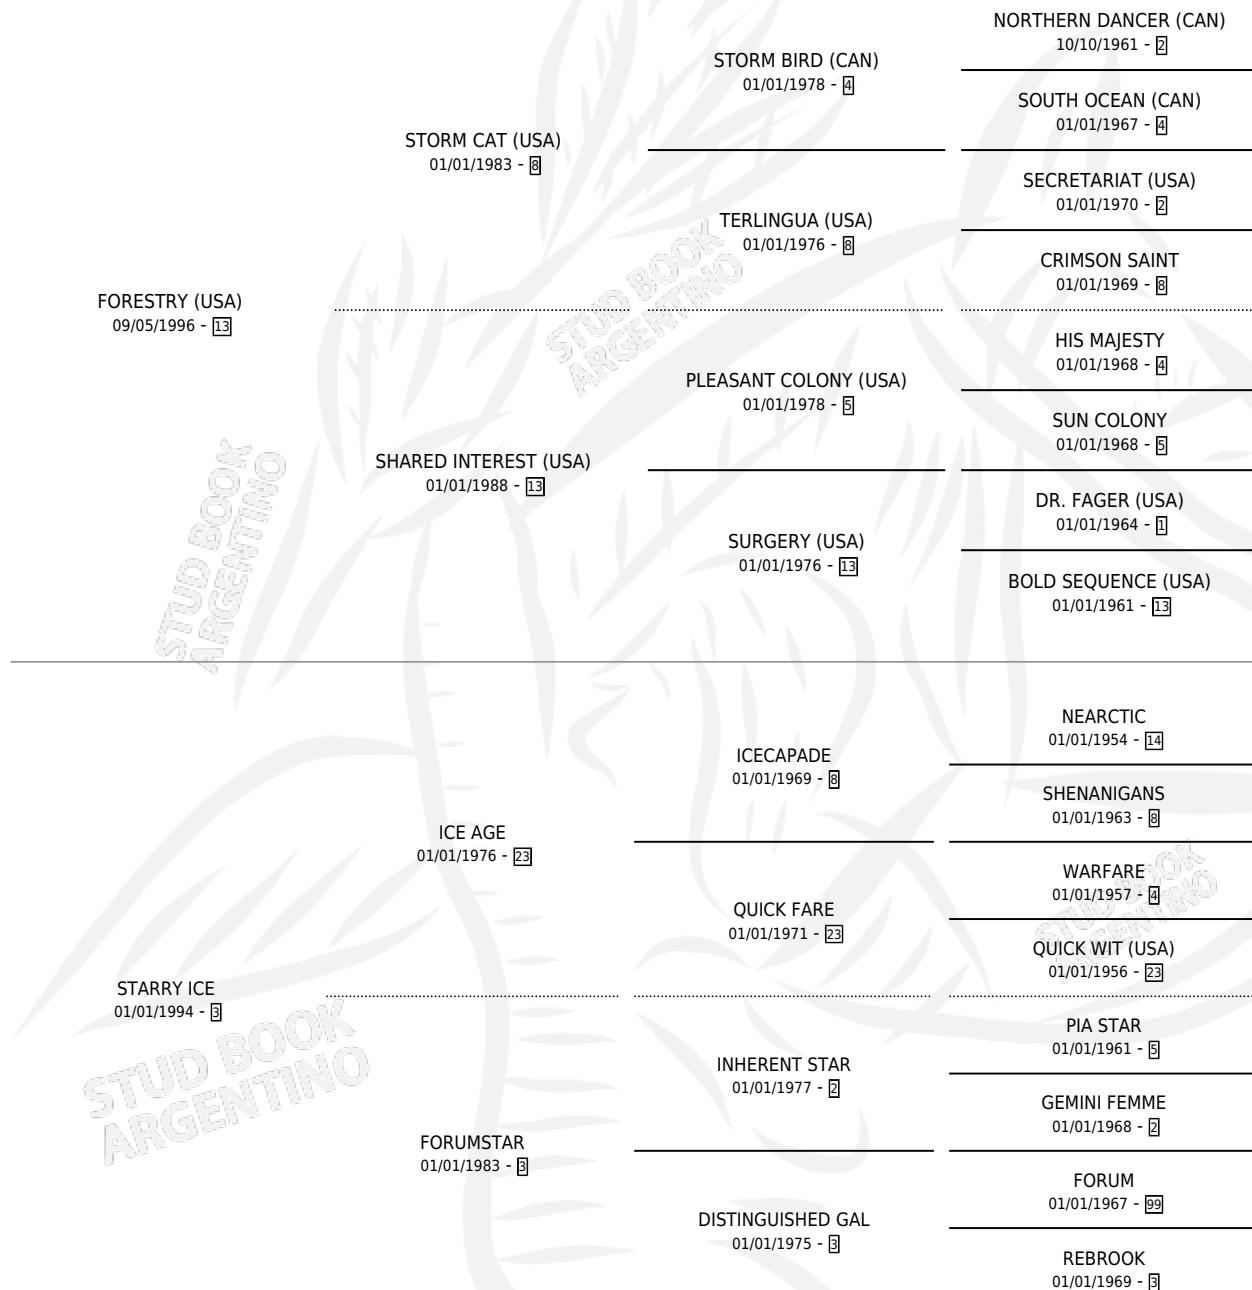 NORTHERN DANCER (CAN)
10/10/1961 - 2
STORM BIRD (CAN)
01/01/1978 - 4
SOUTH OCEAN (CAN)
01/01/1967 - 4
STORM CAT (USA)
01/01/1983 - 8
SECRETARIAT (USA)
01/01/1970 - 2
TERLINGUA (USA)
01/01/1976 - 8
CRIMSON SAINT
01/01/1969 - 8
FORESTRY (USA)
09/05/1996 - 13
HIS MAJESTY
01/01/1968 - 4
PLEASANT COLONY (USA)
01/01/1978 - 5
SUN COLONY
01/01/1968 - 5
SHARED INTEREST (USA)
01/01/1988 - 13
DR. FAGER (USA)
01/01/1964 - 1
SURGERY (USA)
01/01/1976 - 13
BOLD SEQUENCE (USA)
01/01/1961 - 13
NEARCTIC
01/01/1954 - 14
ICECAPADE
01/01/1969 - 8
SHENANIGANS
01/01/1963 - 8
ICE AGE
01/01/1976 - 23
WARFARE
01/01/1957 - 4
QUICK FARE
01/01/1971 - 23
QUICK WIT (USA)
01/01/1956 - 23
STARRY ICE
01/01/1994 - 3
PIA STAR
01/01/1961 - 5
INHERENT STAR
01/01/1977 - 2
GEMINI FEMME
01/01/1968 - 2
FORUMSTAR
01/01/1983 - 3
FORUM
01/01/1967 - 99
DISTINGUISHED GAL
01/01/1975 - 3
REBROOK
01/01/1969 - 3
STUD BOOK
ARGENTINO
STUD BOOK
ARGENTINO
STUD BOOK
ARGENTINO
STUD BOOK
ARGENTINO